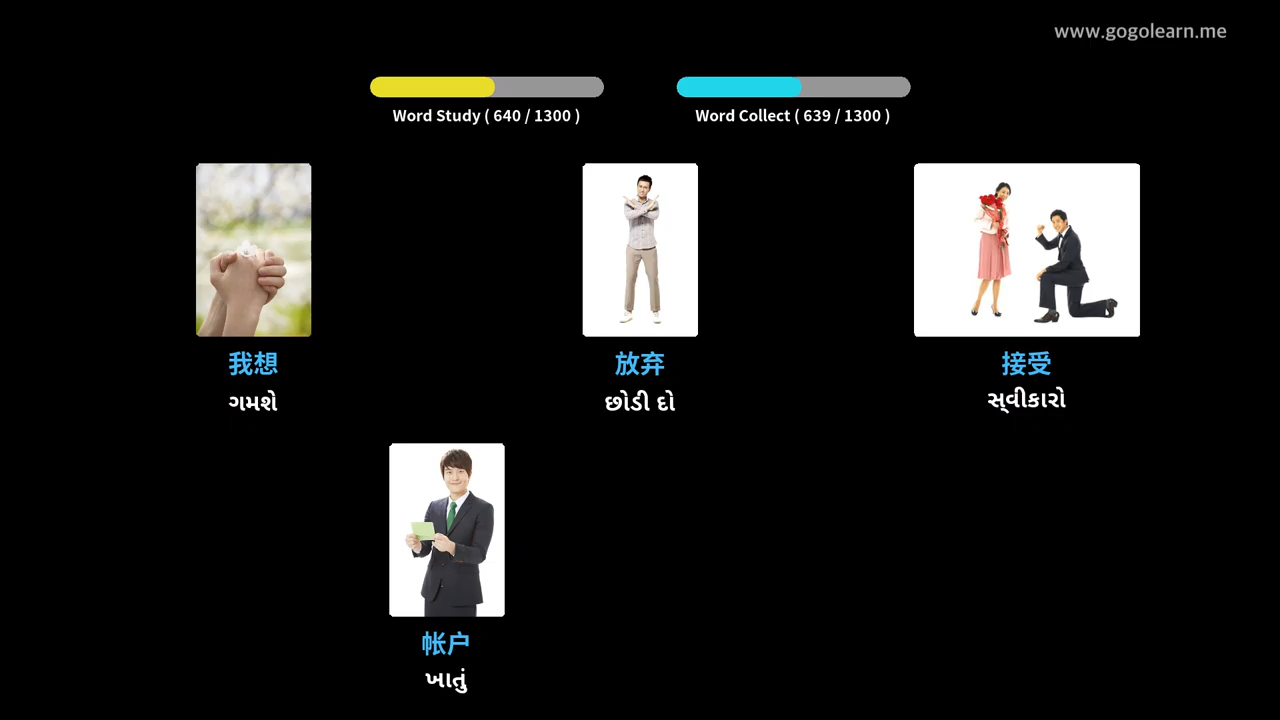 www.gogolearn.me
Word Study ( 640 / 1300 )
Word Collect ( 639 / 1300 )
我想
放弃
接受
ગમશે
છોડી દો
સ્વીકારો
帐户
ખાતું